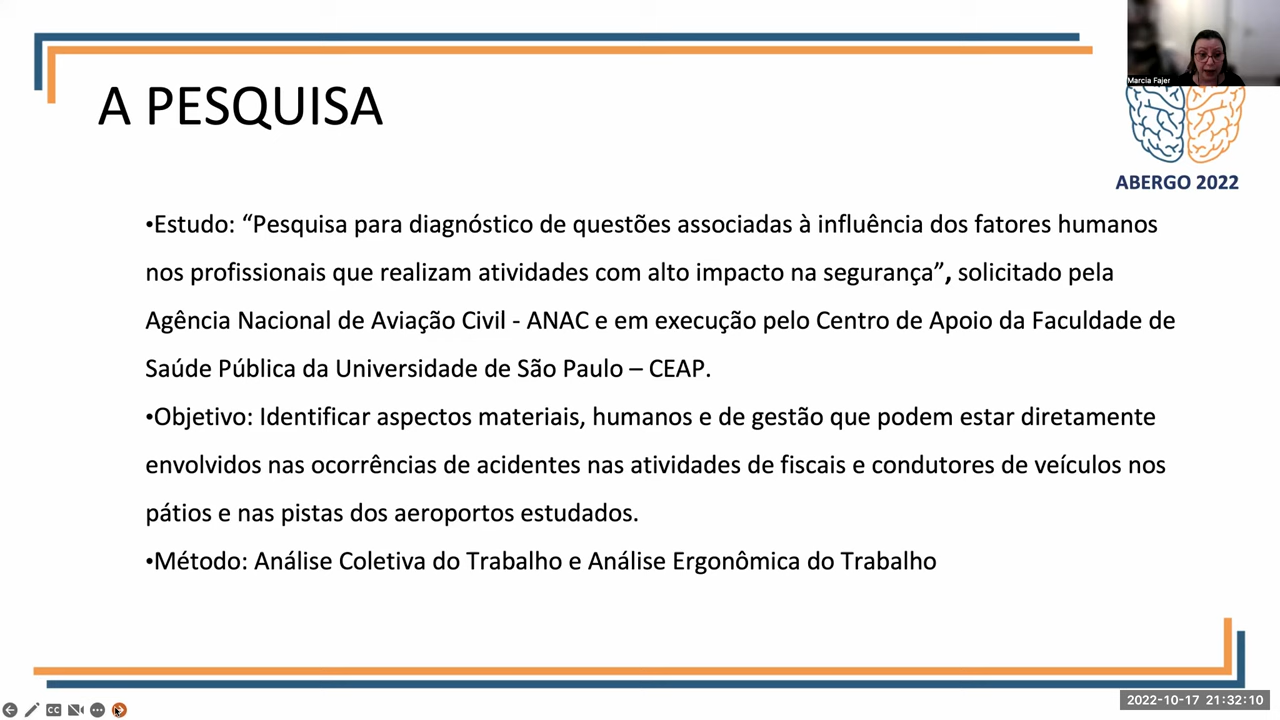 Marcia Fajer
A PESQUISA
ABERGO 2022
•Estudo: “Pesquisa para diagnóstico de questões associadas à influência dos fatores humanos
nos profissionais que realizam atividades com alto impacto na segurança”, solicitado pela
Agência Nacional de Aviação Civil - ANAC e em execução pelo Centro de Apoio da Faculdade de
Saúde Pública da Universidade de São Paulo – CEAP.
•Objetivo: Identificar aspectos materiais, humanos e de gestão que podem estar diretamente
envolvidos nas ocorrências de acidentes nas atividades de fiscais e condutores de veículos nos
pátios e nas pistas dos aeroportos estudados.
•Método: Análise Coletiva do Trabalho e Análise Ergonômica do Trabalho
CC
2022-10-17 21:32:10